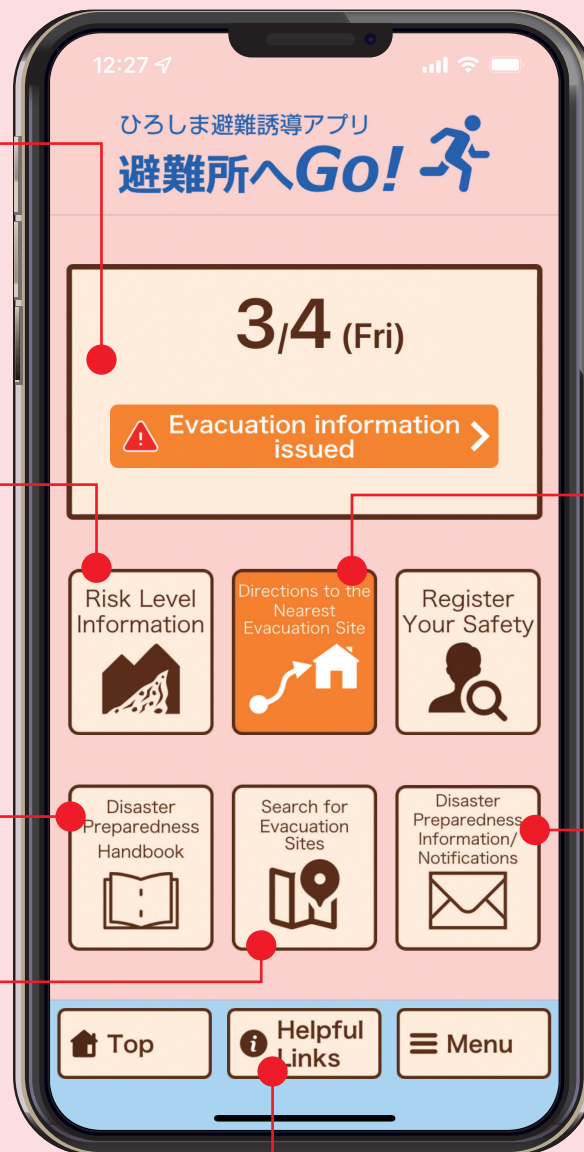 12:27
ひろしま避難誘導アプリ
避難所へGo!
3/4 (Fri)
Evacuation information
issued
Risk Level
Information
Directions to the
Nearest
Evacuation Site
Register
Your Safety
Disaster
Preparedness
Handbook
Search for
Evacuation
Sites
Disaster
Preparedness
Information/
Notifications
Top
Helpful
Links
Menu